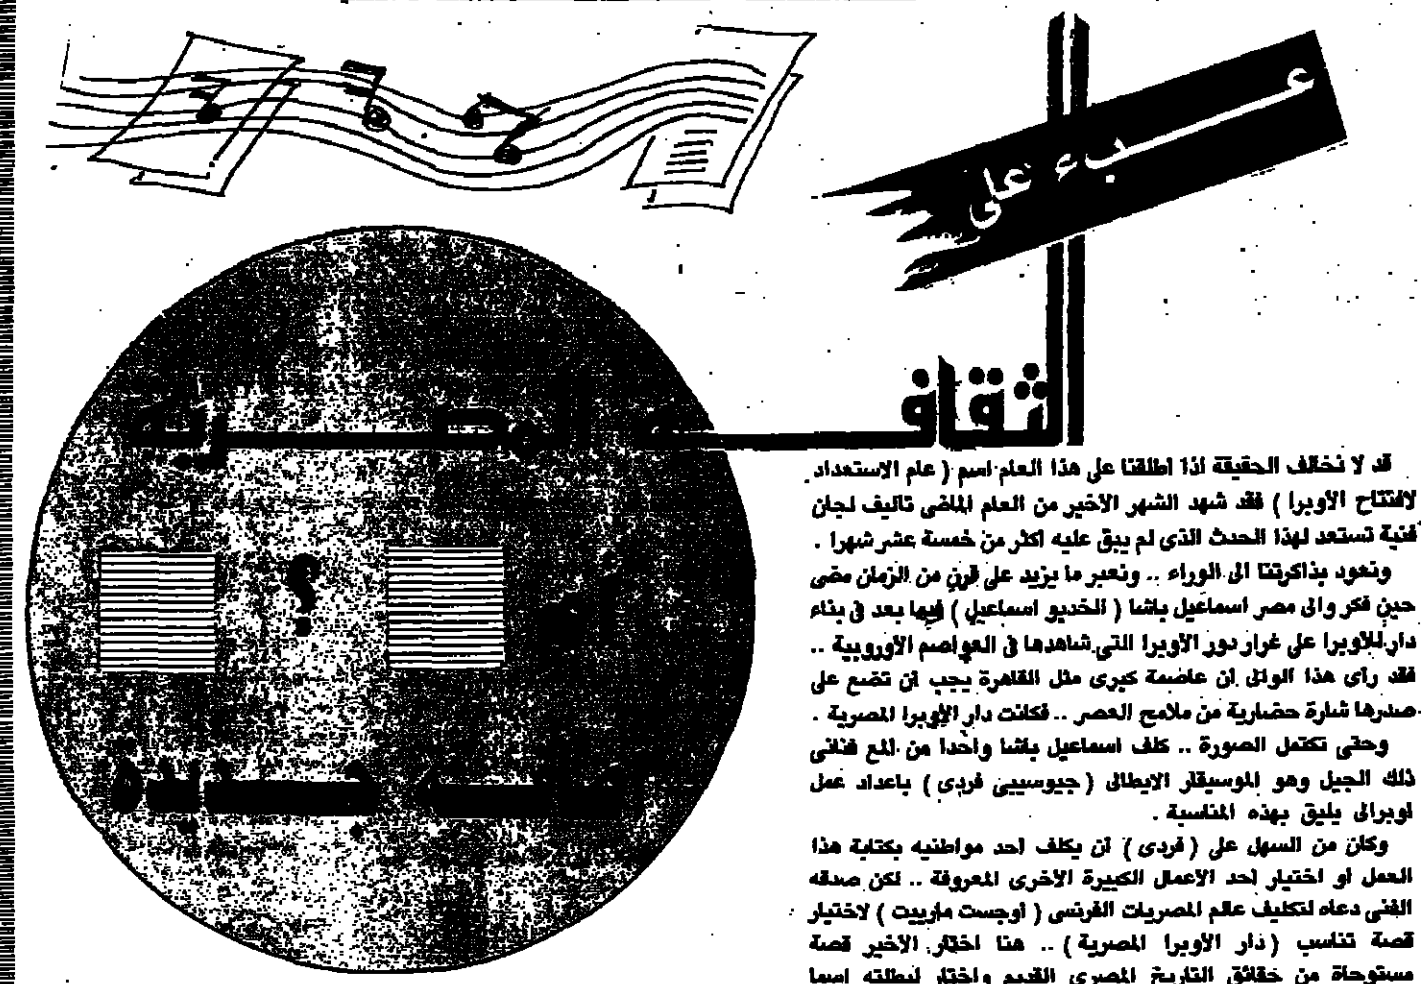 عبء على
الثقافة المصرية
؟
قد لا نخالف الحقيقة اذا اطلقنا على هذا العام اسم ( عام الاستعداد
لافتتاح الأوبرا ) فقد شهد الشهر الأخير من العام الماضى تاليف لجان
فنية تستعد لهذا الحدث الذى لم يبق عليه اكثر من خمسة عشر شهرا .
ونعود بذاكرتنا الى الوراء .. ونعبر ما يزيد على قرن من الزمان مضى
حين فكر والى مصر اسماعيل باشا ( الخديو اسماعيل ) فيما بعد فى بناء
دار للأوبرا على غرار دور الأوبرا التى شاهدها فى العواصم الأوروبية ..
فقد رأى هذا الوالى ان عاصمة كبرى مثل القاهرة يجب ان تضع على
صدرها شارة حضارية من ملامح العصر .. فكانت دار الأوبرا المصرية .
وحتى تكتمل الصورة .. كلف اسماعيل باشا واحدا من المع فنانى
ذلك الجيل وهو الموسيقار الايطالى ( جيوسيبى فردى ) باعداد عمل
اوبرالى يليق بهذه المناسبة .
وكان من السهل على ( فردى ) ان يكلف احد مواطنيه بكتابة هذا
العمل او اختيار احد الاعمال الكبيرة الاخرى المعروفة .. لكن صدقه
الفنى دعاه لتكليف عالم المصريات الفرنسى ( أوجست مارييت ) لاختيار
قصة تناسب ( دار الأوبرا المصرية ) .. هنا اختار الأخير قصة
مستوحاة من حقائق التاريخ المصرى القديم واختار لبطلته اسما